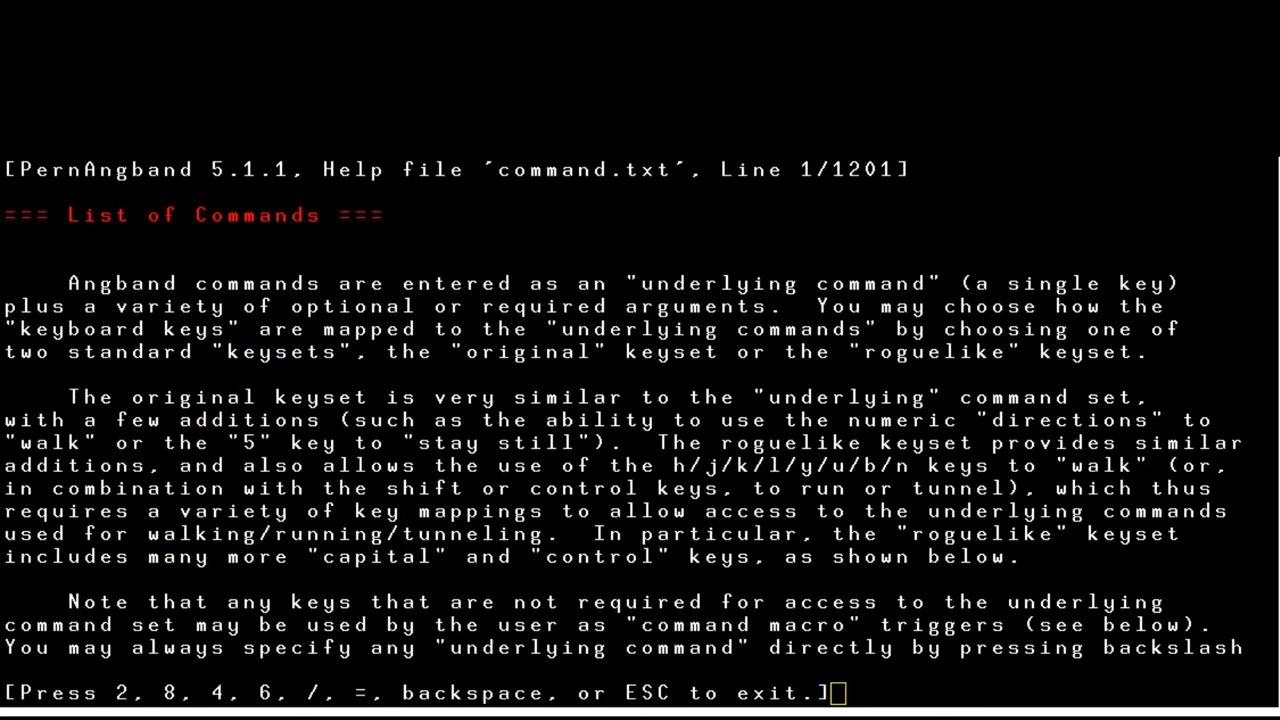 [PernAngband 5.1.1, Help file ´command.txt´, Line 1/1201]
=== List of Commands ===
Angband commands are entered as an "underlying command" (a single key)
plus a variety of optional or required arguments.  You may choose how the
"keyboard keys" are mapped to the "underlying commands" by choosing one of
two standard "keysets", the "original" keyset or the "roguelike" keyset.
The original keyset is very similar to the "underlying" command set,
with a few additions (such as the ability to use the numeric "directions" to
"walk" or the "5" key to "stay still").  The roguelike keyset provides similar
additions, and also allows the use of the h/j/k/l/y/u/b/n keys to "walk" (or,
in combination with the shift or control keys, to run or tunnel), which thus
requires a variety of key mappings to allow access to the underlying commands
used for walking/running/tunneling.  In particular, the "roguelike" keyset
includes many more "capital" and "control" keys, as shown below.
Note that any keys that are not required for access to the underlying
command set may be used by the user as "command macro" triggers (see below).
You may always specify any "underlying command" directly by pressing backslash
[Press 2, 8, 4, 6, /, =, backspace, or ESC to exit.]